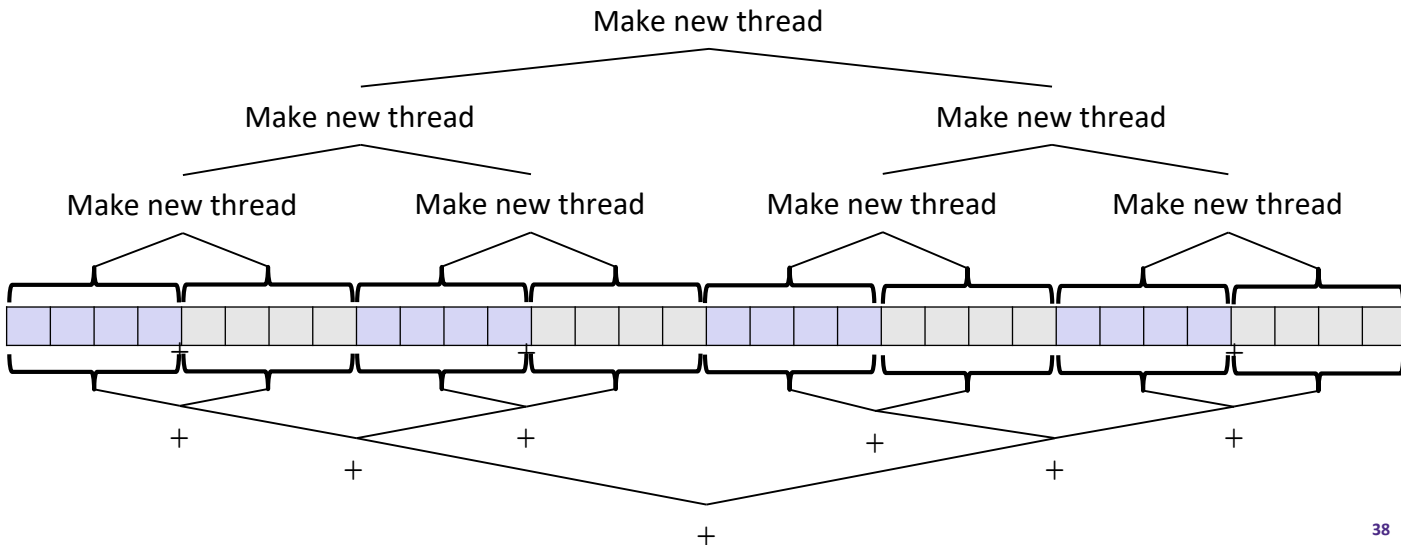 Make new thread
Make new thread Make new thread
Make new thread Make new thread Make new thread Make new thread
+ + +
+ + + +
+ +
+
38